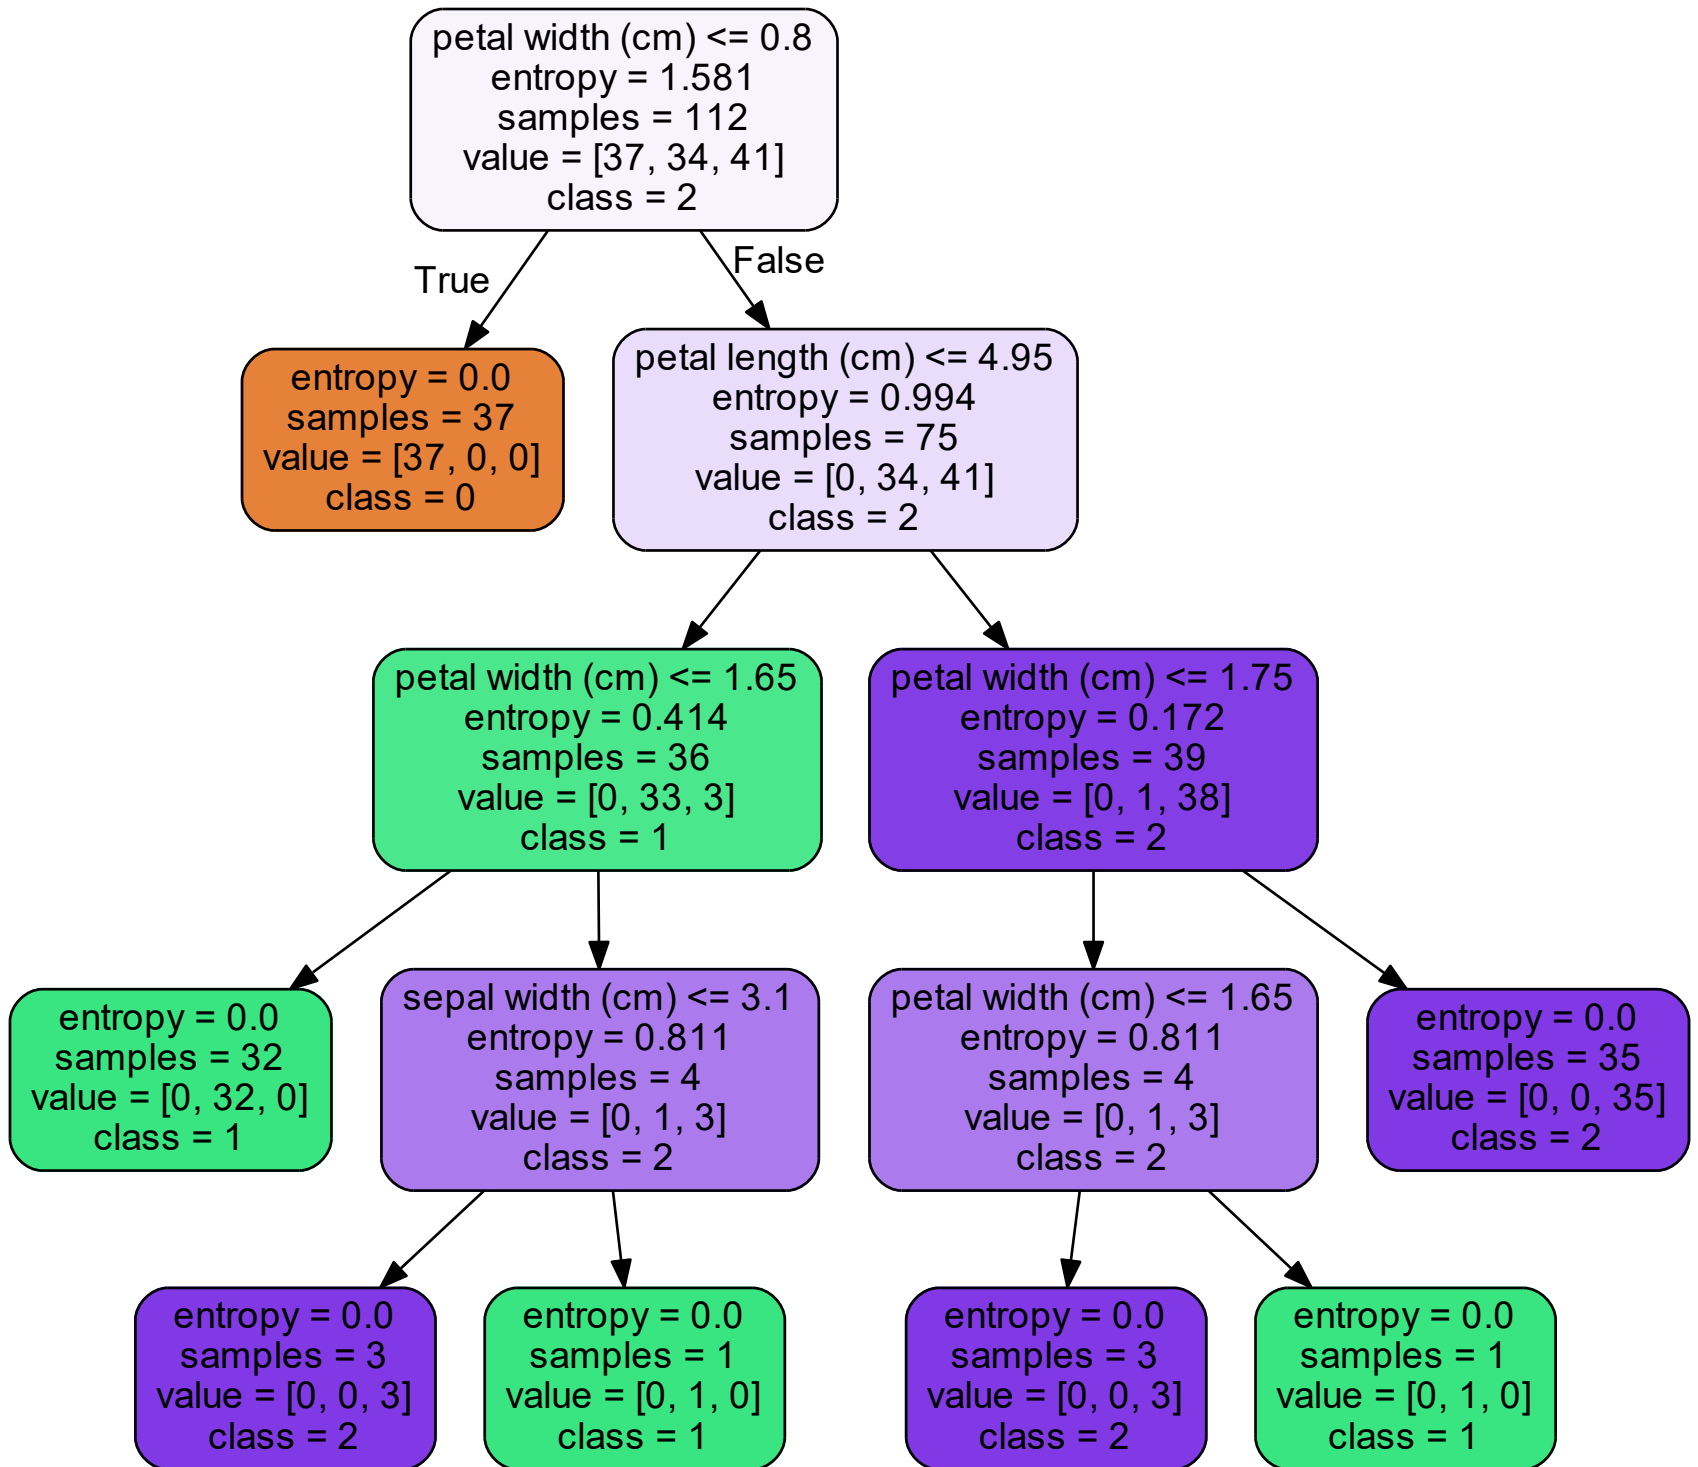 petal width (cm) <= 0.8
entropy = 1.581
samples = 112
value = [37, 34, 41]
class = 2
True
False
entropy = 0.0
samples = 37
value = [37, 0, 0]
class = 0
petal length (cm) <= 4.95
entropy = 0.994
samples = 75
value = [0, 34, 41]
class = 2
petal width (cm) <= 1.65
entropy = 0.414
samples = 36
value = [0, 33, 3]
class = 1
petal width (cm) <= 1.75
entropy = 0.172
samples = 39
value = [0, 1, 38]
class = 2
entropy = 0.0
samples = 32
value = [0, 32, 0]
class = 1
sepal width (cm) <= 3.1
entropy = 0.811
samples = 4
value = [0, 1, 3]
class = 2
petal width (cm) <= 1.65
entropy = 0.811
samples = 4
value = [0, 1, 3]
class = 2
entropy = 0.0
samples = 35
value = [0, 0, 35]
class = 2
entropy = 0.0
samples = 3
value = [0, 0, 3]
class = 2
entropy = 0.0
samples = 1
value = [0, 1, 0]
class = 1
entropy = 0.0
samples = 3
value = [0, 0, 3]
class = 2
entropy = 0.0
samples = 1
value = [0, 1, 0]
class = 1